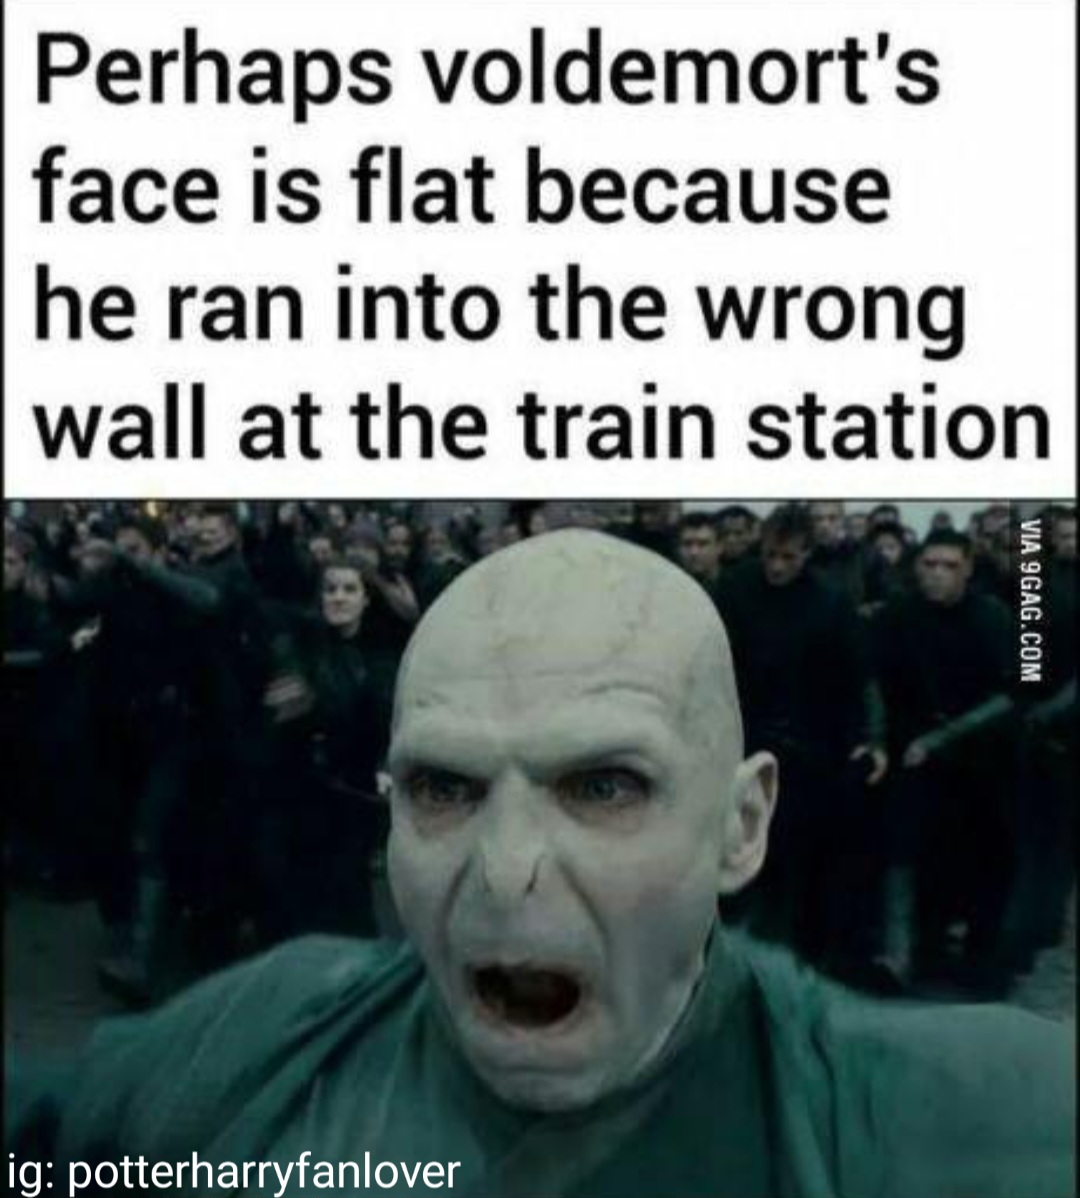 Perhaps voldemort's
face is flat because
he ran into the wrong
wall at the train station
VIA 9GAG.COM
ig: potterharryfanlover